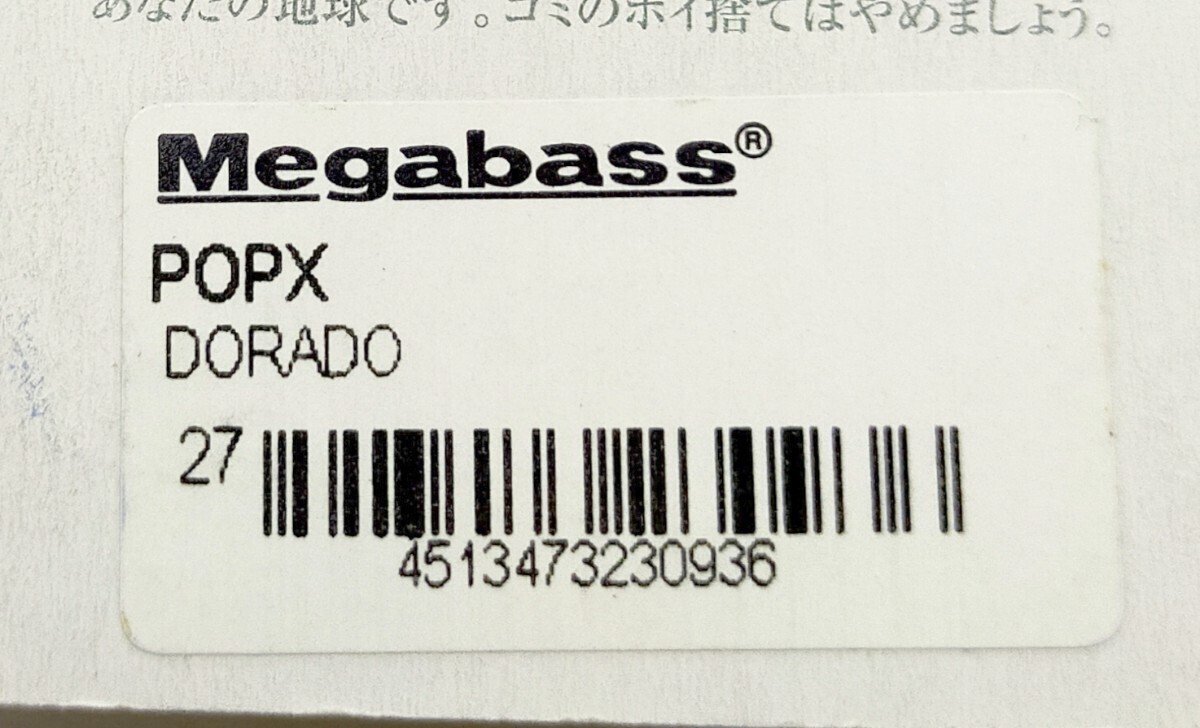 あなたの地球です。ゴミのポイ捨てはやめましょう。
Megabass®
POPX
DORADO
27
4513473230936